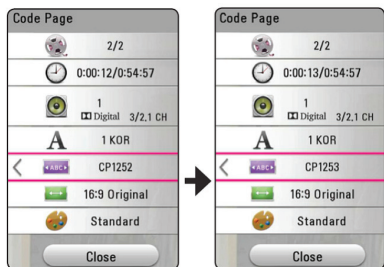 Code Page
2/2
0:00:12/0:54:57
1
Digital 3/2.1 CH
A 1 KOR
ABC CP1252
16:9 Original
Standard
Close
Code Page
2/2
0:00:13/0:54:57
1
Digital 3/2.1 CH
A 1 KOR
ABC CP1253
16:9 Original
Standard
Close